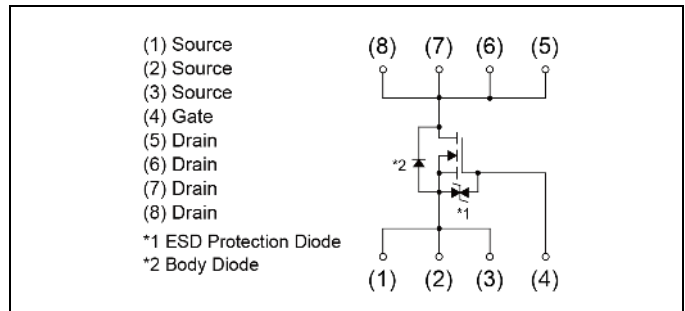 (1) Source
(2) Source
(3) Source
(4) Gate
(5) Drain
(6) Drain
(7) Drain
(8) Drain
*1 ESD Protection Diode
*2 Body Diode
(8) (7) (6) (5)
*2
*1
(1) (2) (3) (4)